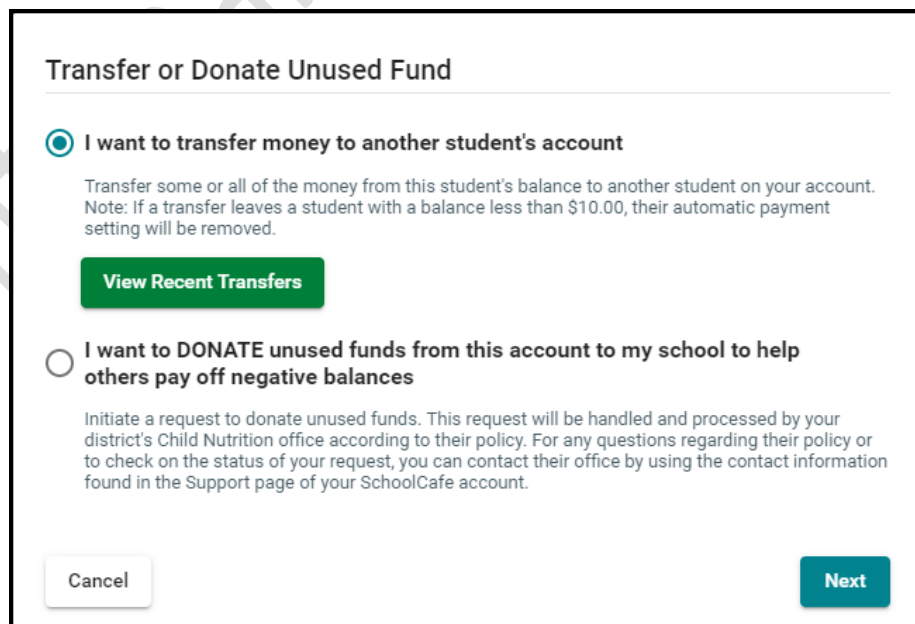 Transfer or Donate Unused Fund
I want to transfer money to another student's account
Transfer some or all of the money from this student's balance to another student on your account.
Note: If a transfer leaves a student with a balance less than $10.00, their automatic payment
setting will be removed.
View Recent Transfers
I want to DONATE unused funds from this account to my school to help
others pay off negative balances
Initiate a request to donate unused funds. This request will be handled and processed by your
district's Child Nutrition office according to their policy. For any questions regarding their policy or
to check on the status of your request, you can contact their office by using the contact information
found in the Support page of your SchoolCafe account.
Cancel
Next